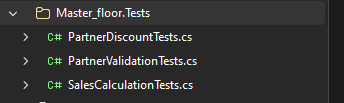 Master_floor.Tests
C# PartnerDiscountTests.cs
C# PartnerValidationTests.cs
C# SalesCalculationTests.cs